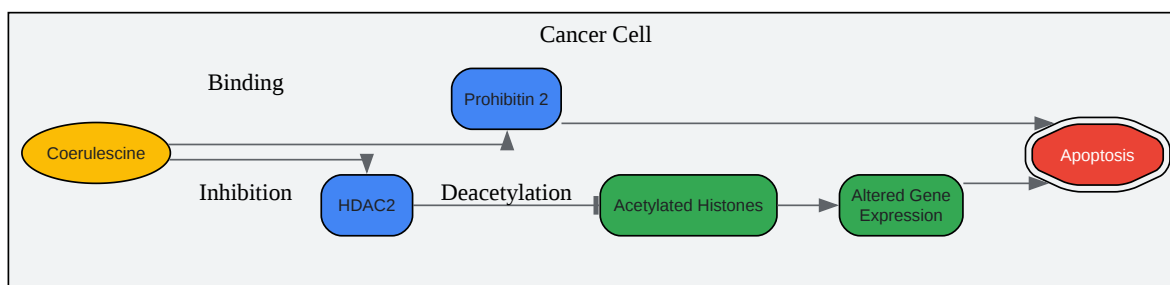 Cancer Cell
Binding
Prohibitin 2
Coerulescine
Apoptosis
Inhibition
HDAC2
Deacetylation
Acetylated Histones
Altered Gene
Expression